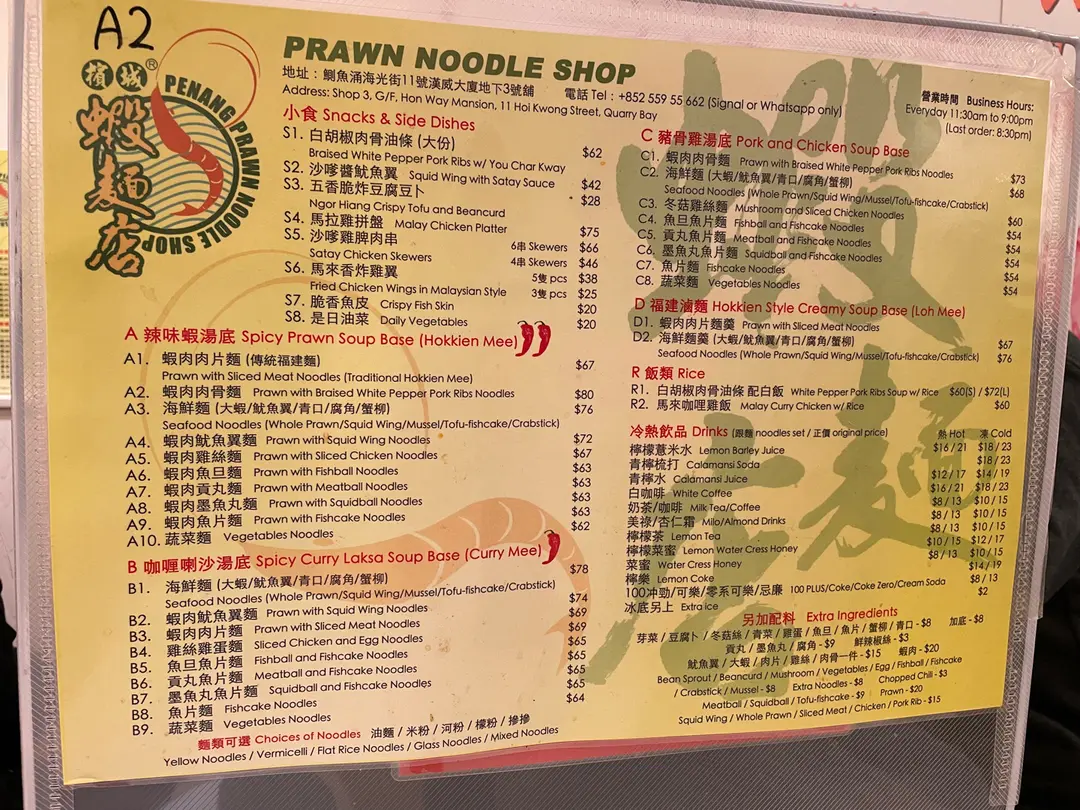 A2
檳城®
蝦麵店
PENANG PRAWN NOODLE SHOP
PRAWN NOODLE SHOP
地址：鰂魚涌海光街11號漢威大廈地下3號舖 電話 Tel : +852 559 55 662 (Signal or Whatsapp only)
Address: Shop 3, G/F, Hon Way Mansion, 11 Hoi Kwong Street, Quarry Bay
營業時間 Business Hours:
Everyday 11:30am to 9:00pm
(Last order: 8:30pm)
小食 Snacks & Side Dishes
S1. 白胡椒肉骨油條 (大份)
Braised White Pepper Pork Ribs w/ You Char Kway $62
S2. 沙嗲醬魷魚翼 Squid Wing with Satay Sauce $42
S3. 五香脆炸豆腐豆卜 $28
Ngor Hiang Crispy Tofu and Beancurd
S4. 馬拉雞拼盤 Malay Chicken Platter $75
S5. 沙嗲雞脾肉串 6串 Skewers $66
Satay Chicken Skewers 4串 Skewers $46
S6. 馬來香炸雞翼 5隻 pcs $38
Fried Chicken Wings in Malaysian Style 3隻 pcs $25
S7. 脆香魚皮 Crispy Fish Skin $20
S8. 是日油菜 Daily Vegetables $20
A 辣味蝦湯底 Spicy Prawn Soup Base (Hokkien Mee)
A1. 蝦肉肉片麵 (傳統福建麵) $67
Prawn with Sliced Meat Noodles (Traditional Hokkien Mee)
A2. 蝦肉肉骨麵 Prawn with Braised White Pepper Pork Ribs Noodles $80
A3. 海鮮麵 (大蝦/魷魚翼/青口/腐角/蟹柳) $76
Seafood Noodles (Whole Prawn/Squid Wing/Mussel/Tofu-fishcake/Crabstick)
A4. 蝦肉魷魚翼麵 Prawn with Squid Wing Noodles $72
A5. 蝦肉雞絲麵 Prawn with Sliced Chicken Noodles $67
A6. 蝦肉魚旦麵 Prawn with Fishball Noodles $63
A7. 蝦肉貢丸麵 Prawn with Meatball Noodles $63
A8. 蝦肉墨魚丸麵 Prawn with Squidball Noodles $63
A9. 蝦肉魚片麵 Prawn with Fishcake Noodles $63
A10. 蔬菜麵 Vegetables Noodles $62
B 咖喱喇沙湯底 Spicy Curry Laksa Soup Base (Curry Mee)
B1. 海鮮麵 (大蝦/魷魚翼/青口/腐角/蟹柳) $78
Seafood Noodles (Whole Prawn/Squid Wing/Mussel/Tofu-fishcake/Crabstick)
B2. 蝦肉魷魚翼麵 Prawn with Squid Wing Noodles $74
B3. 蝦肉肉片麵 Prawn with Sliced Meat Noodles $69
B4. 雞絲雞蛋麵 Sliced Chicken and Egg Noodles $69
B5. 魚旦魚片麵 Fishball and Fishcake Noodles $65
B6. 貢丸魚片麵 Meatball and Fishcake Noodles $65
B7. 墨魚丸魚片麵 Squidball and Fishcake Noodles $65
B8. 魚片麵 Fishcake Noodles $65
B9. 蔬菜麵 Vegetables Noodles $64
麵類可選 Choices of Noodles 油麵 / 米粉 / 河粉 / 檬粉 / 摻摻
Yellow Noodles / Vermicelli / Flat Rice Noodles / Glass Noodles / Mixed Noodles
C 豬骨雞湯底 Pork and Chicken Soup Base
C1. 蝦肉肉骨麵 Prawn with Braised White Pepper Pork Ribs Noodles $73
C2. 海鮮麵 (大蝦/魷魚翼/青口/腐角/蟹柳) $68
Seafood Noodles (Whole Prawn/Squid Wing/Mussel/Tofu-fishcake/Crabstick)
C3. 冬菇雞絲麵 Mushroom and Sliced Chicken Noodles $60
C4. 魚旦魚片麵 Fishball and Fishcake Noodles $54
C5. 貢丸魚片麵 Meatball and Fishcake Noodles $54
C6. 墨魚丸魚片麵 Squidball and Fishcake Noodles $54
C7. 魚片麵 Fishcake Noodles $54
C8. 蔬菜麵 Vegetables Noodles $54
D 福建滷麵 Hokkien Style Creamy Soup Base (Loh Mee)
D1. 蝦肉肉片麵羹 Prawn with Sliced Meat Noodles $67
D2. 海鮮麵羹 (大蝦/魷魚翼/青口/腐角/蟹柳) $76
Seafood Noodles (Whole Prawn/Squid Wing/Mussel/Tofu-fishcake/Crabstick)
R 飯類 Rice
R1. 白胡椒肉骨油條 配白飯 White Pepper Pork Ribs Soup w/ Rice $60(S) / $72(L)
R2. 馬來咖哩雞飯 Malay Curry Chicken w/ Rice $60
冷熱飲品 Drinks (跟麵 noodles set / 正價 original price) 熱 Hot 凍 Cold
檸檬薏米水 Lemon Barley Juice $16 / 21 $18 / 23
青檸梳打 Calamansi Soda $18 / 23
青檸水 Calamansi Juice $12 / 17 $14 / 19
白咖啡 White Coffee $16 / 21 $18 / 23
奶茶/咖啡 Milk Tea/Coffee $8 / 13 $10 / 15
美祿/杏仁霜 Milo/Almond Drinks $8 / 13 $10 / 15
檸檬茶 Lemon Tea $8 / 13 $10 / 15
檸檬菜蜜 Lemon Water Cress Honey $10 / 15 $12 / 17
菜蜜 Water Cress Honey $8 / 13 $10 / 15
檸樂 Lemon Coke $14 / 19
100冲勁/可樂/零系可樂/忌廉 100 PLUS/Coke/Coke Zero/Cream Soda $8 / 13
冰底另上 Extra ice $2
另加配料 Extra Ingredients
芽菜 / 豆腐卜 / 冬菇絲 / 青菜 / 雞蛋 / 魚旦 / 魚片 / 蟹柳 / 青口 - $8 加底 - $8
貢丸 / 墨魚丸 / 腐角 - $9 鮮辣椒絲 - $3
魷魚翼 / 大蝦 / 肉片 / 雞絲 / 肉骨一件 - $15 蝦肉 - $20
Bean Sprout / Beancurd / Mushroom / Vegetables / Egg / Fishball / Fishcake
/ Crabstick / Mussel - $8 Extra Noodles - $8 Chopped Chili - $3
Meatball / Squidball / Tofu-fishcake - $9 Prawn - $20
Squid Wing / Whole Prawn / Sliced Meat / Chicken / Pork Rib - $15